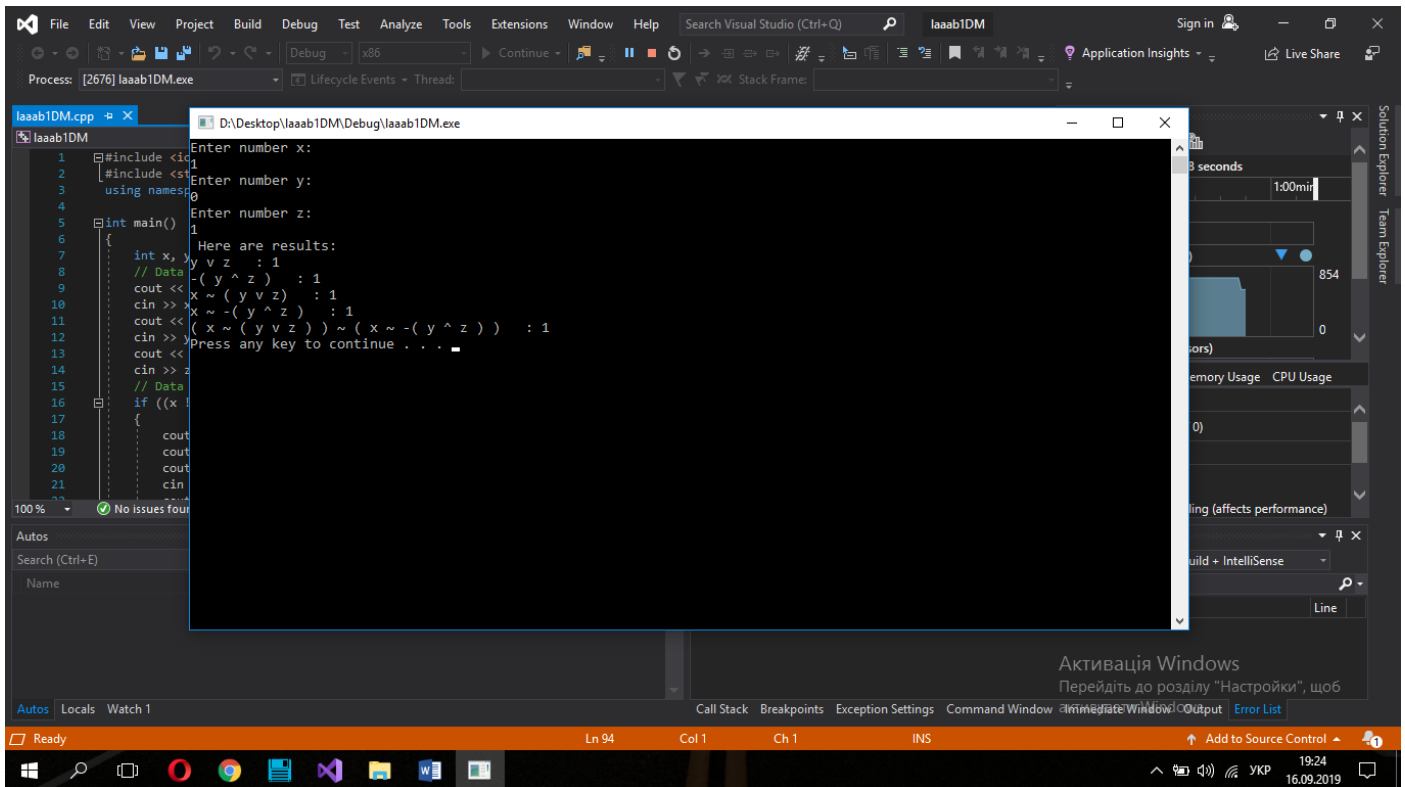 File Edit View Project Build Debug Test Analyze Tools Extensions Window Help Search Visual Studio (Ctrl+Q) laaab1DM Sign in
Debug x86 Continue Application Insights Live Share
Process: [2676] laaab1DM.exe Lifecycle Events Thread: Stack Frame:
laaab1DM.cpp
laaab1DM
1 #include <ic
2 #include <st
3 using namesp
4
5 int main()
6 {
7 int x, y
8 // Data
9 cout <<
10 cin >> x
11 cout <<
12 cin >> y
13 cout <<
14 cin >> z
15 // Data
16 if ((x !
17 {
18 cout
19 cout
20 cout
21 cin
100 % No issues four
D:\Desktop\laaab1DM\Debug\laaab1DM.exe
Enter number x:
1
Enter number y:
0
Enter number z:
1
Here are results:
y v z : 1
-( y ^ z ) : 1
x ~ ( y v z) : 1
x ~ -( y ^ z ) : 1
( x ~ ( y v z ) ) ~ ( x ~ -( y ^ z ) ) : 1
Press any key to continue . . .
Solution Explorer
Team Explorer
3 seconds
1:00min
854
0
sors)
emory Usage CPU Usage
0)
ling (affects performance)
Autos
Search (Ctrl+E)
Name
uild + IntelliSense
Line
Активація Windows
Перейдіть до розділу "Настройки", щоб
Autos Locals Watch 1
Call Stack Breakpoints Exception Settings Command Window Immediate Window Output Error List
Ready Ln 94 Col 1 Ch 1 INS Add to Source Control 1
УКР 19:24
16.09.2019